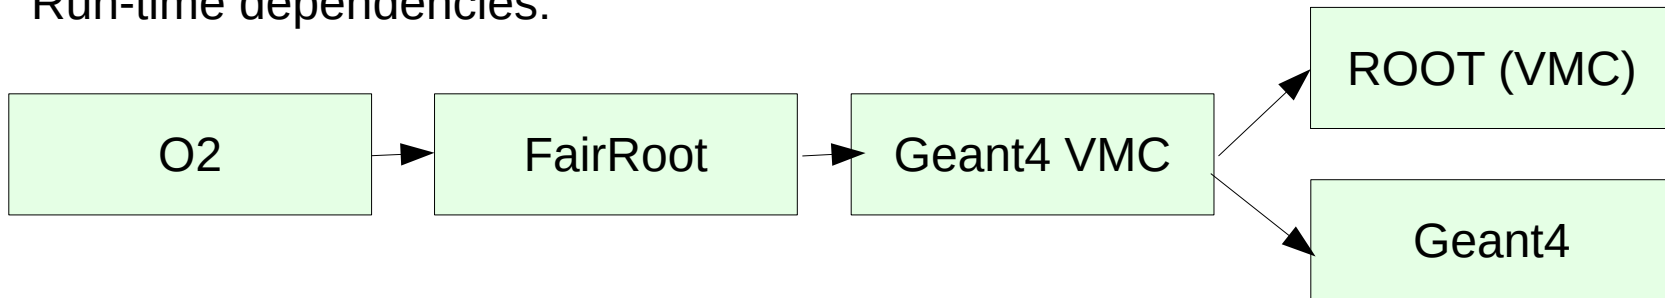 Run-time dependencies:
ROOT (VMC)
O2
FairRoot
Geant4 VMC
Geant4